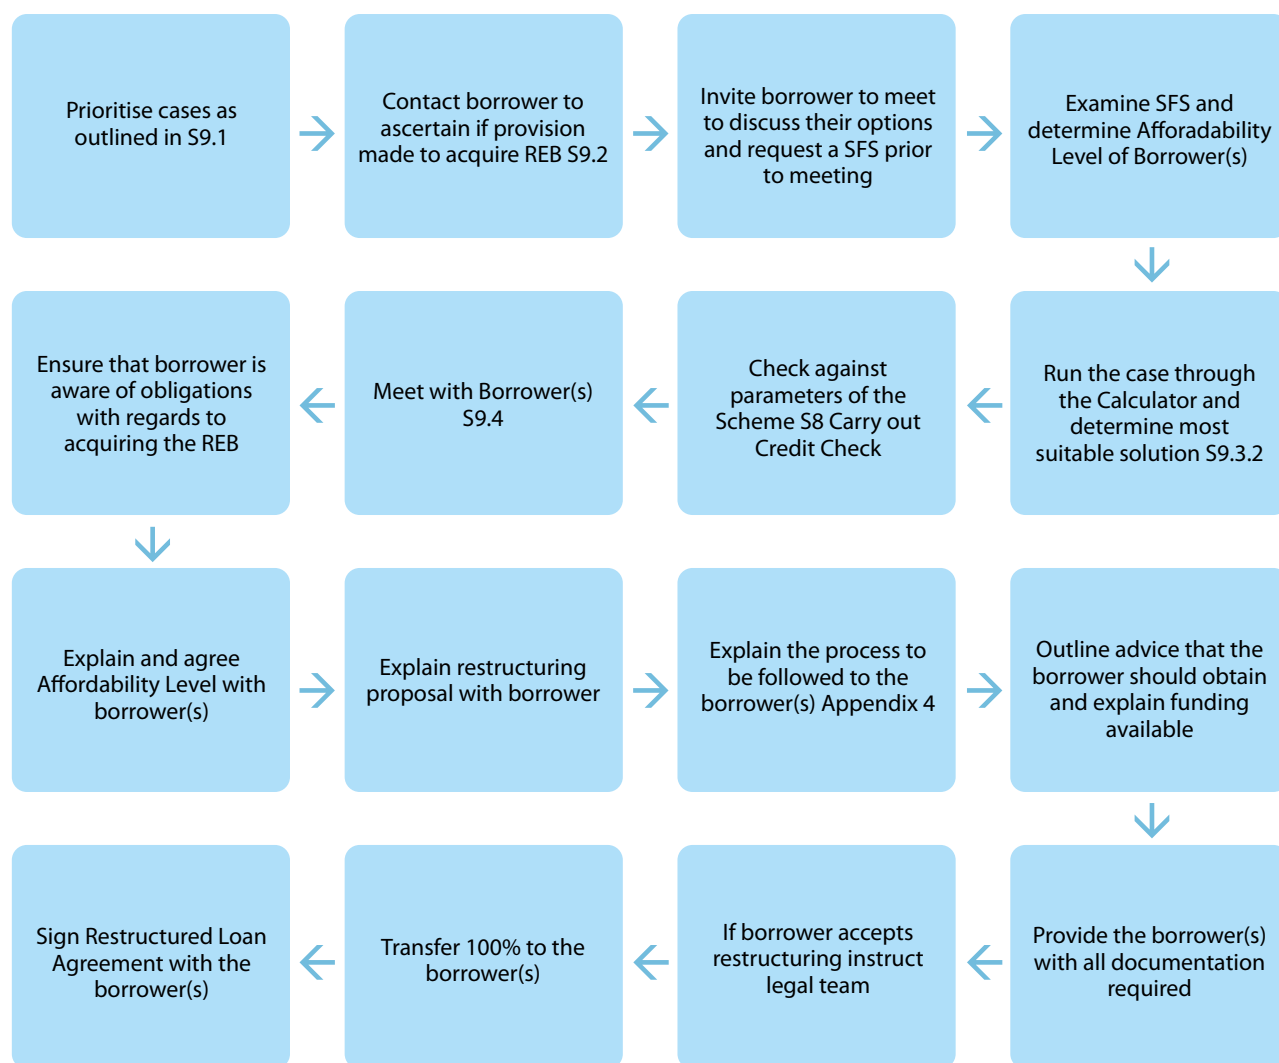 Prioritise cases as
outlined in S9.1
Contact borrower to
ascertain if provision
made to acquire REB S9.2
Invite borrower to meet
to discuss their options
and request a SFS prior
to meeting
Examine SFS and
determine Afforadability
Level of Borrower(s)
Run the case through
the Calculator and
determine most
suitable solution S9.3.2
Check against
parameters of the
Scheme S8 Carry out
Credit Check
Meet with Borrower(s)
S9.4
Ensure that borrower is
aware of obligations
with regards to
acquiring the REB
Explain and agree
Affordability Level with
borrower(s)
Explain restructuring
proposal with borrower
Explain the process to
be followed to the
borrower(s) Appendix 4
Outline advice that the
borrower should obtain
and explain funding
available
Provide the borrower(s)
with all documentation
required
If borrower accepts
restructuring instruct
legal team
Transfer 100% to the
borrower(s)
Sign Restructured Loan
Agreement with the
borrower(s)